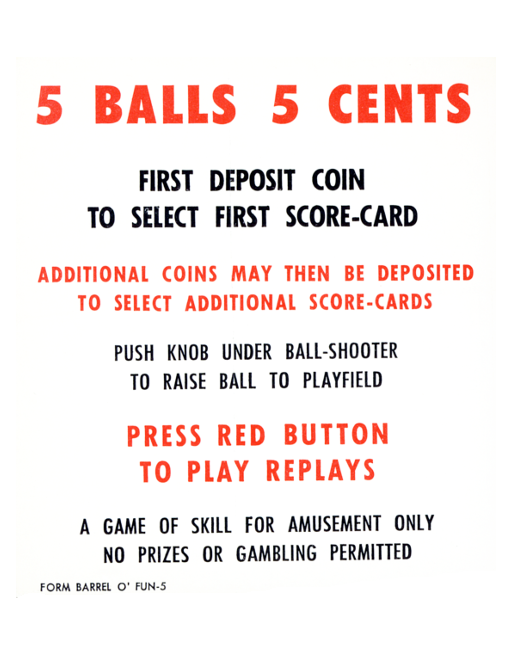 5 BALLS 5 CENTS
FIRST DEPOSIT COIN
TO SELECT FIRST SCORE-CARD
ADDITIONAL COINS MAY THEN BE DEPOSITED
TO SELECT ADDITIONAL SCORE-CARDS
PUSH KNOB UNDER BALL-SHOOTER
TO RAISE BALL TO PLAYFIELD
PRESS RED BUTTON
TO PLAY REPLAYS
A GAME OF SKILL FOR AMUSEMENT ONLY
NO PRIZES OR GAMBLING PERMITTED
FORM BARREL O' FUN-5